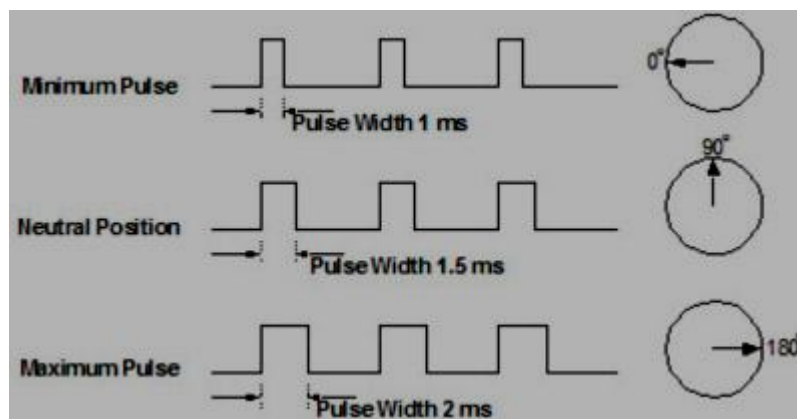 0°
Minimum Pulse
Pulse Width 1 ms
90°
Neutral Position
Pulse Width 1.5 ms
180°
Maximum Pulse
Pulse Width 2 ms